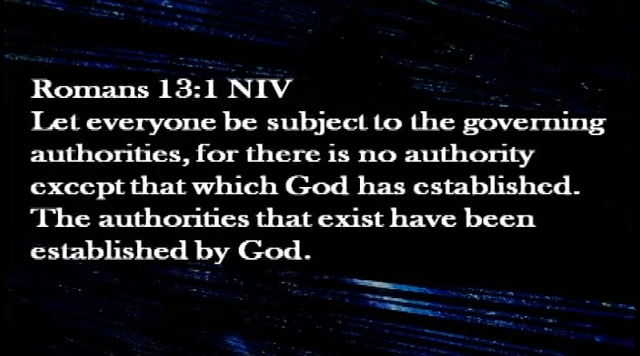 Romans 13:1 NIV
Let everyone be subject to the governing
authorities, for there is no authority
except that which God has established.
The authorities that exist have been
established by God.